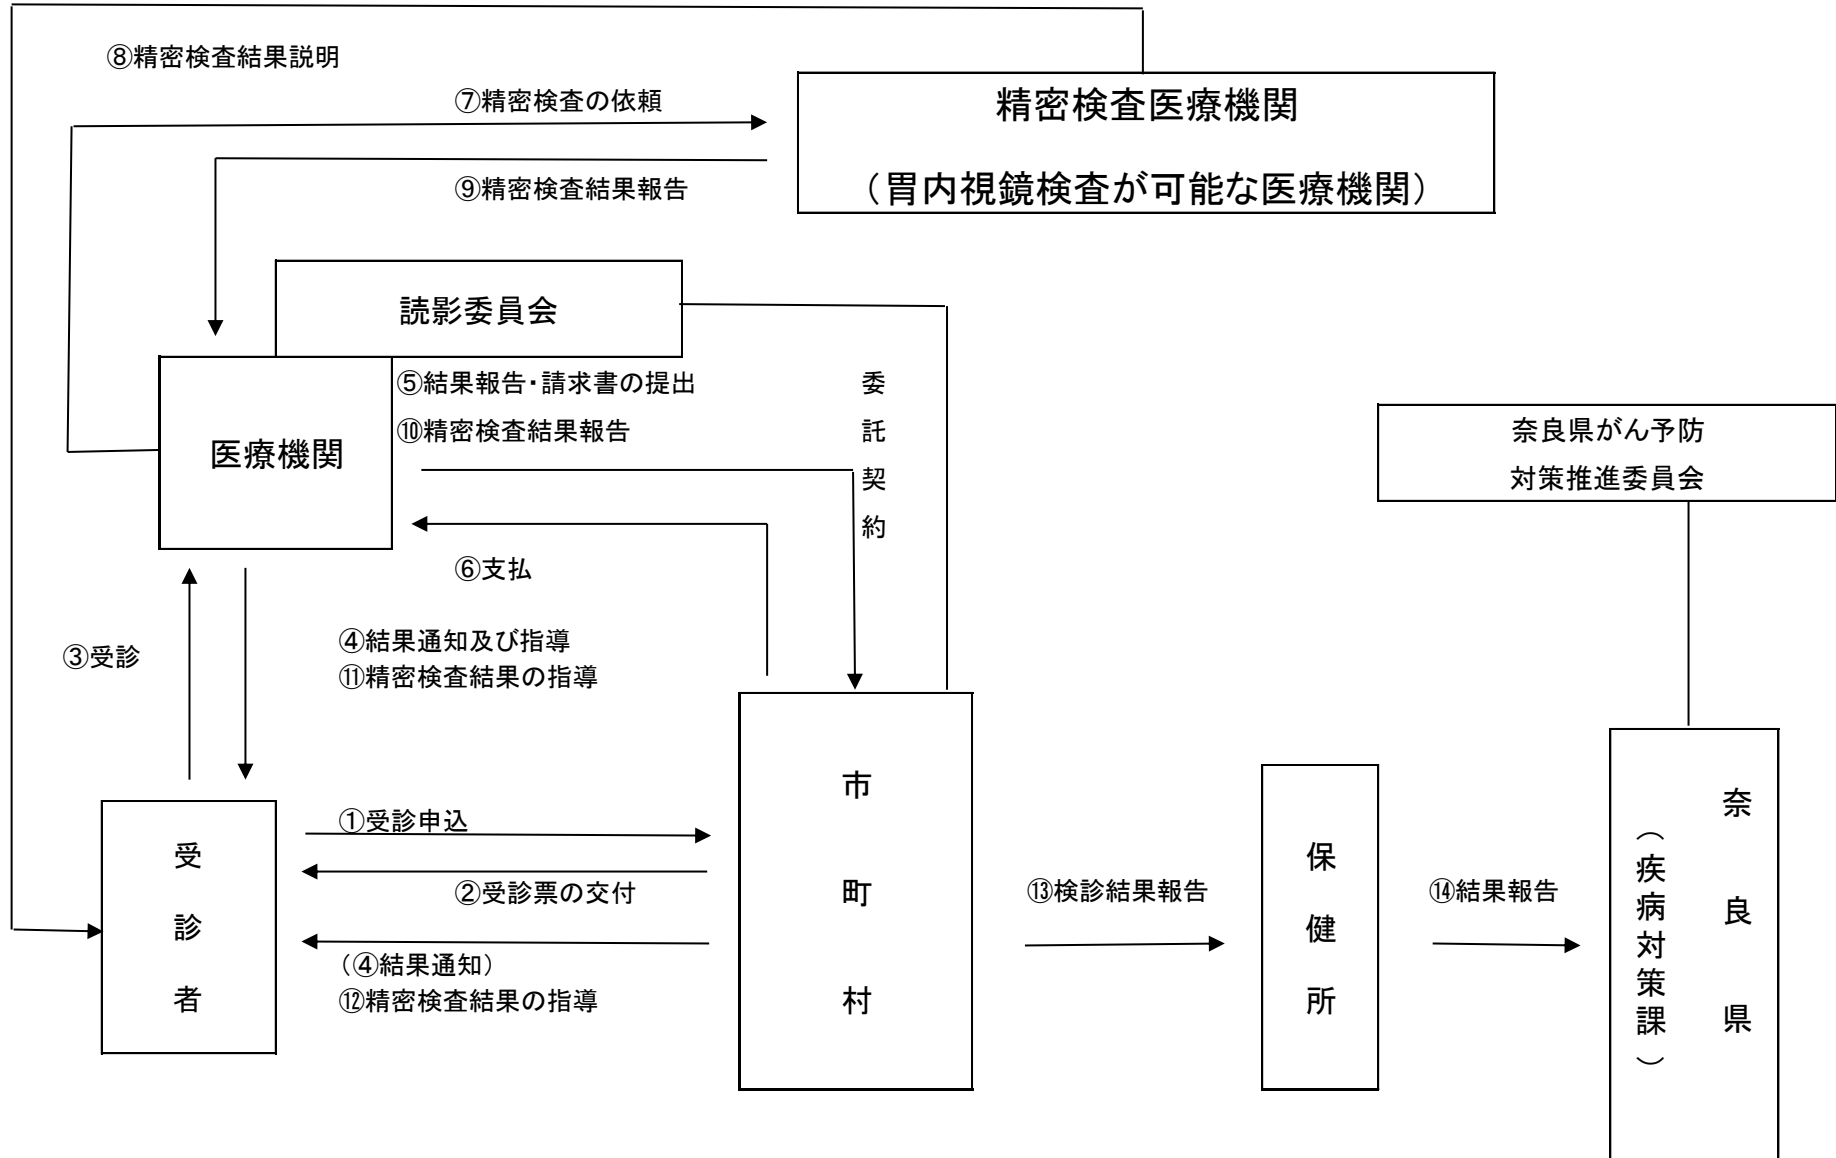 ⑧精密検査結果説明
⑦精密検査の依頼
精密検査医療機関
（胃内視鏡検査が可能な医療機関）
⑨精密検査結果報告
読影委員会
⑤結果報告・請求書の提出
⑩精密検査結果報告
委託契約
医療機関
奈良県がん予防
対策推進委員会
⑥支払
③受診
④結果通知及び指導
⑪精密検査結果の指導
市町村
①受診申込
②受診票の交付
（④結果通知）
⑫精密検査結果の指導
受診者
⑬検診結果報告
保健所
⑭結果報告
奈良県
（疾病対策課）